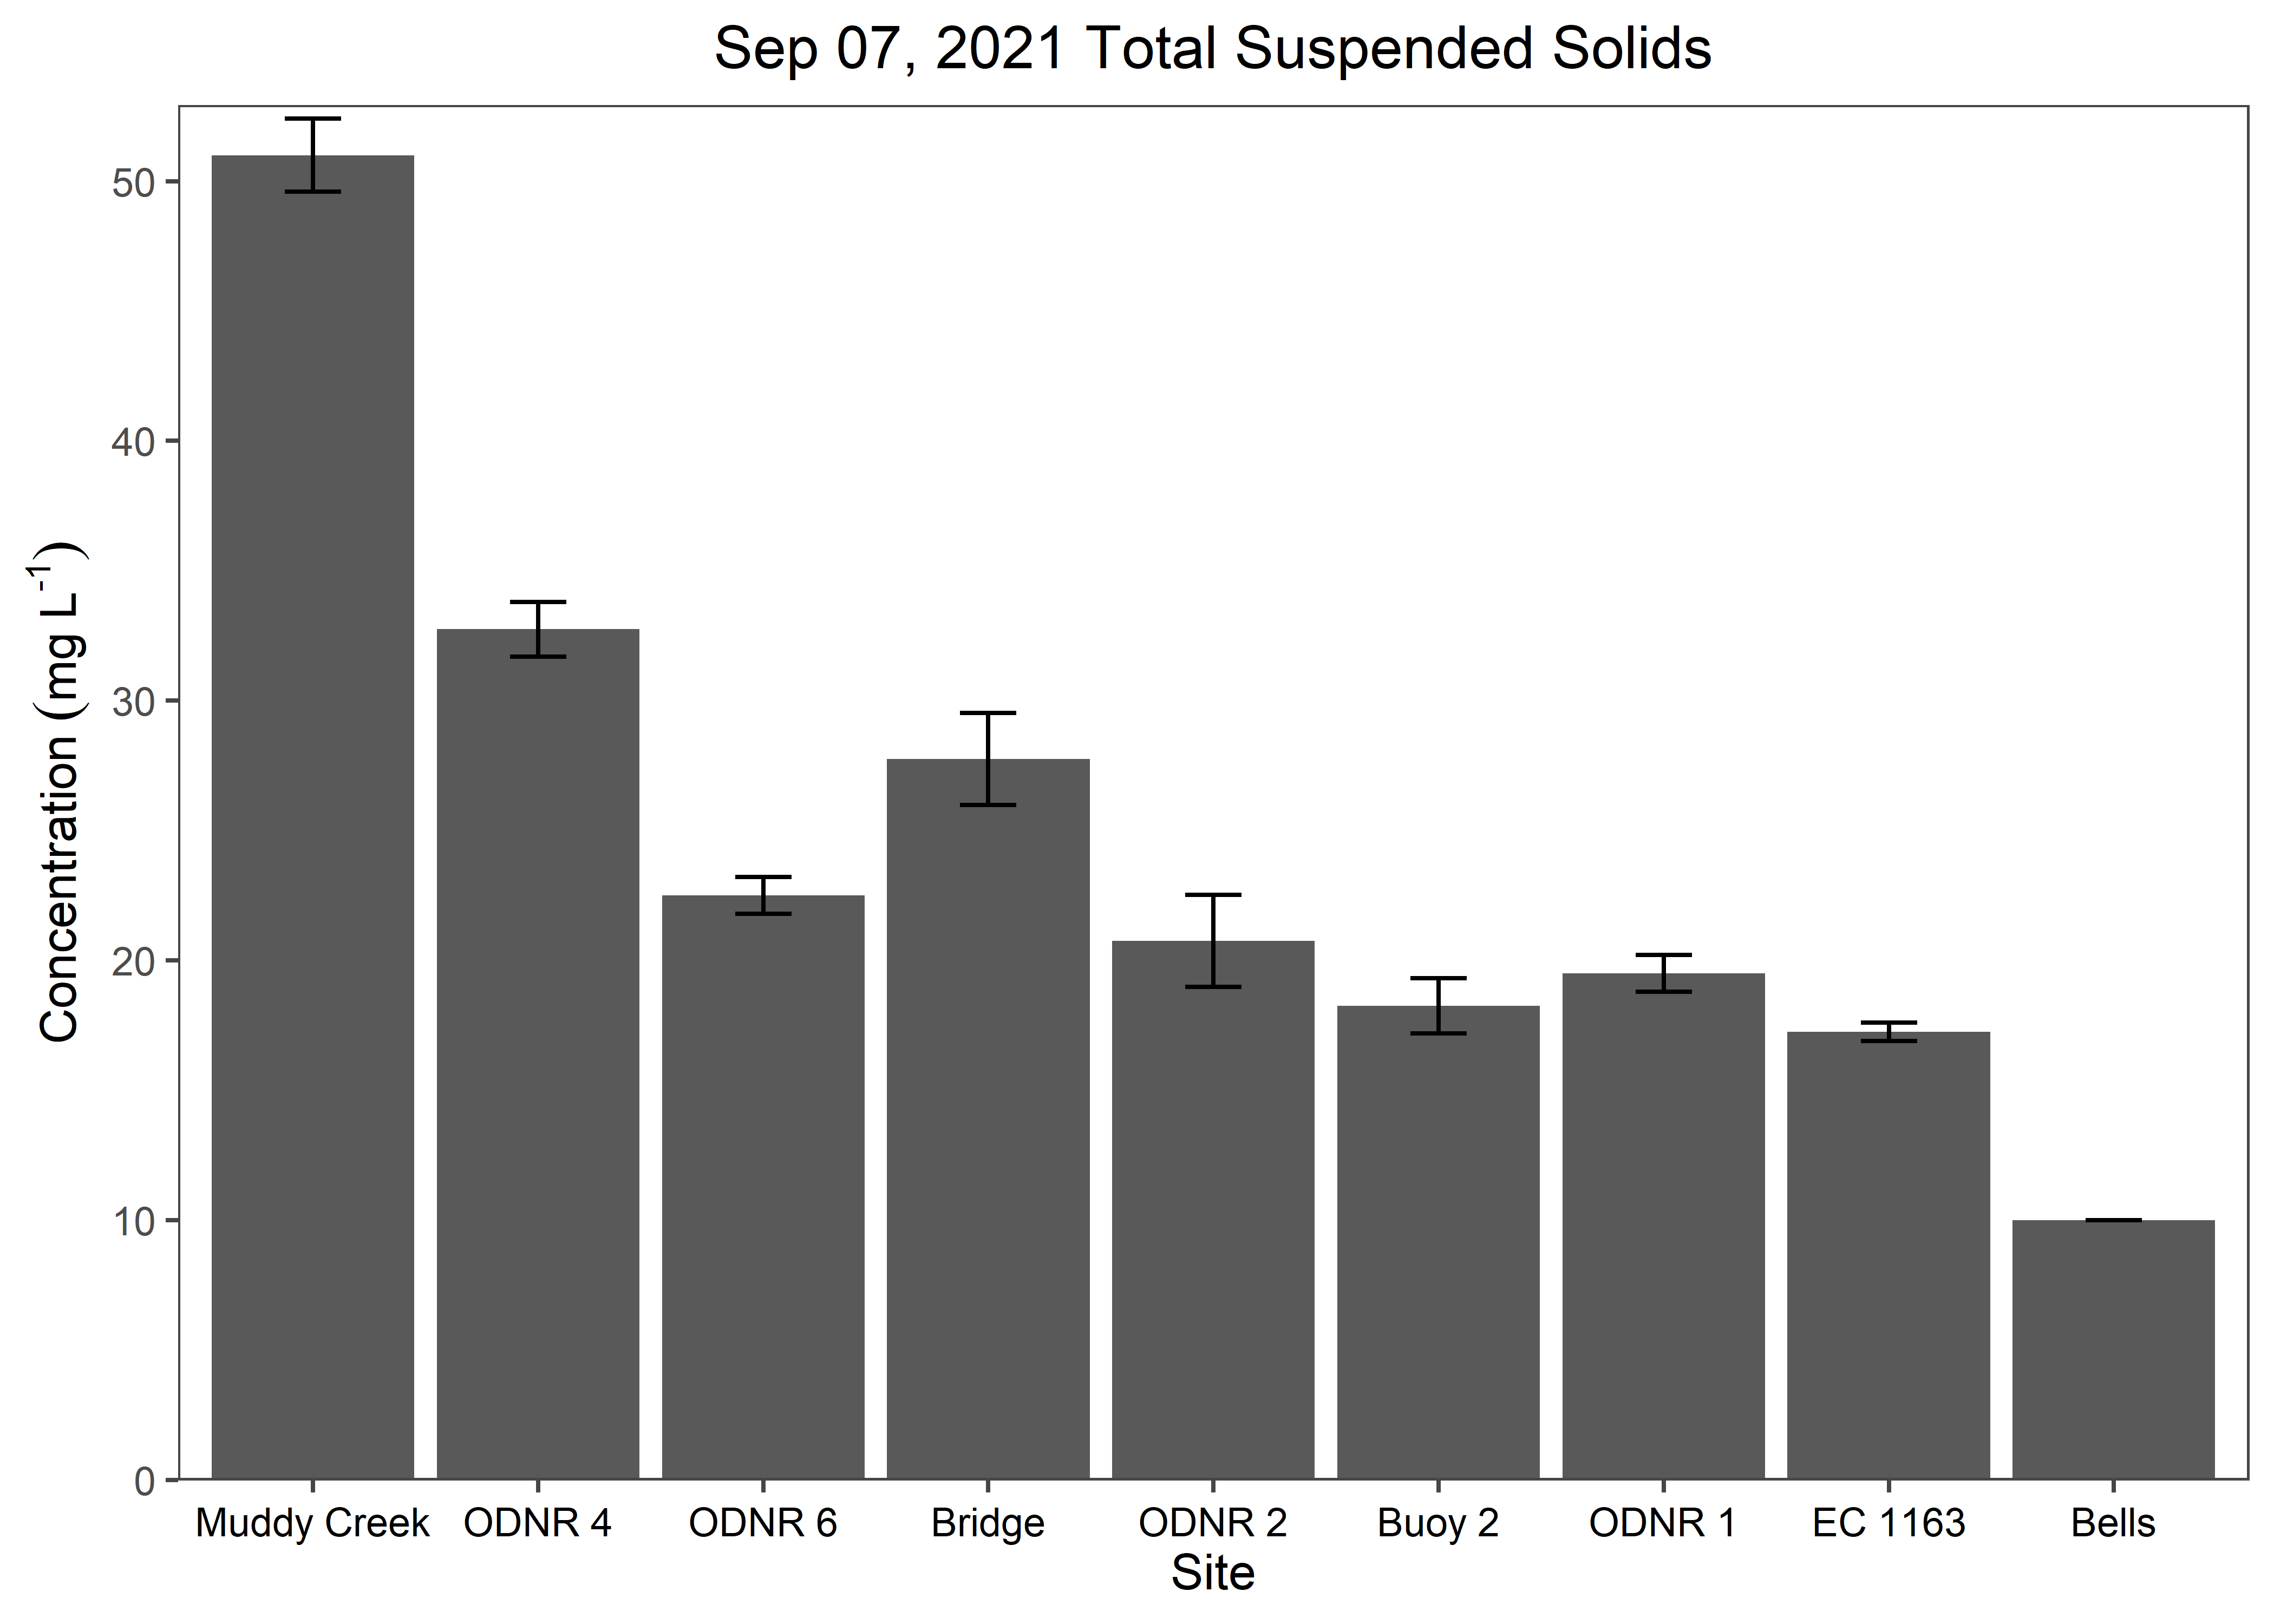 Sep 07, 2021 Total Suspended Solids
Concentration (mg L⁻¹)
50
40
30
20
10
0
Muddy Creek ODNR 4 ODNR 6 Bridge ODNR 2 Buoy 2 ODNR 1 EC 1163 Bells
Site